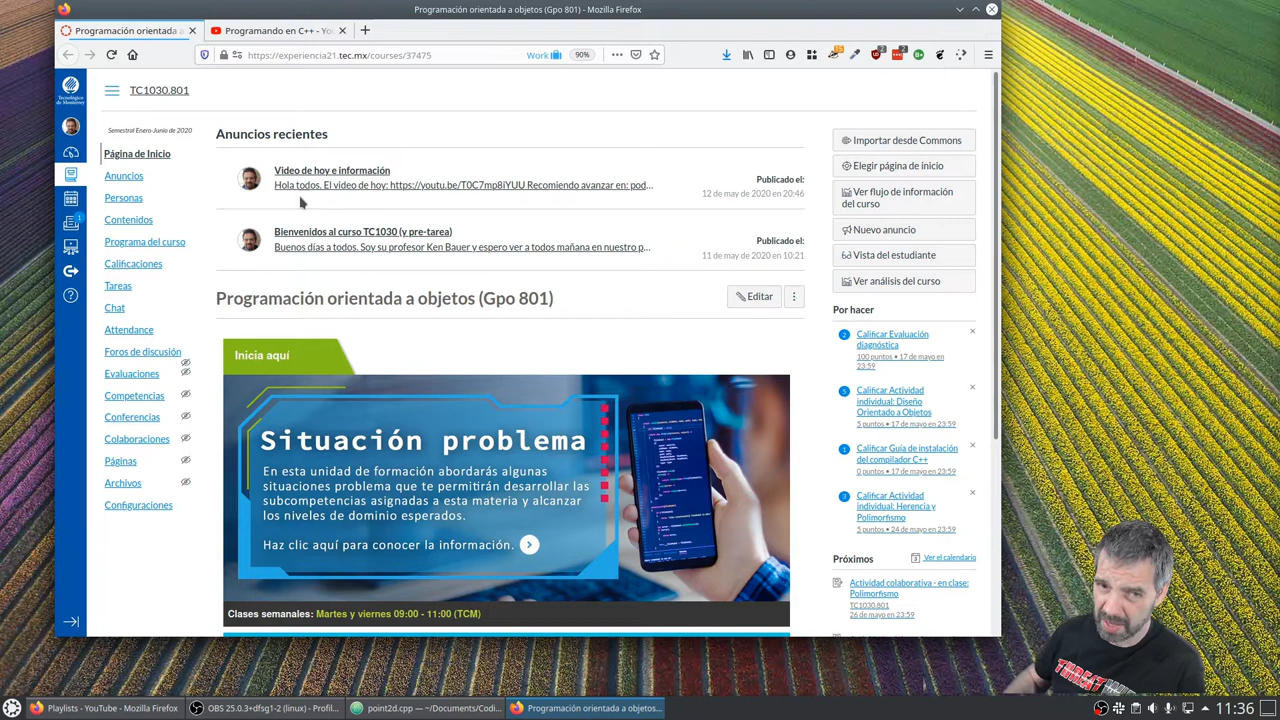 Programación orientada a objetos (Gpo 801) - Mozilla Firefox
Programación orientada a
Programando en C++ - Yo
https://experiencia21.tec.mx/courses/37475
Work
90%
Tecnológico
de Monterrey
TC1030.801
Semestral Enero-Junio de 2020
Página de Inicio
Anuncios
Personas
Contenidos
Programa del curso
Calificaciones
Tareas
Chat
Attendance
Foros de discusión
Evaluaciones
Competencias
Conferencias
Colaboraciones
Páginas
Archivos
Configuraciones
Anuncios recientes
Video de hoy e información
Hola todos. El video de hoy: https://youtu.be/T0C7mp8iYUU Recomiendo avanzar en: pod...
Publicado el:
12 de may de 2020 en 20:46
Bienvenidos al curso TC1030 (y pre-tarea)
Buenos días a todos. Soy su profesor Ken Bauer y espero ver a todos mañana en nuestro p...
Publicado el:
11 de may de 2020 en 10:21
Programación orientada a objetos (Gpo 801)
Editar
Inicia aquí
Situación problema
En esta unidad de formación abordarás algunas
situaciones problema que te permitirán desarrollar las
subcompetencias asigadas a esta materia y alcanzar
los niveles de dominio esperados.
Haz clic aquí para conocer la información.
Clases semanales: Martes y viernes 09:00 - 11:00 (TCM)
Importar desde Commons
Elegir página de inicio
Ver flujo de información
del curso
Nuevo anuncio
Vista del estudiante
Ver análisis del curso
Por hacer
2
Calificar Evaluación
diagnóstica
100 puntos • 17 de mayo en
23:59
5
Calificar Actividad
individual: Diseño
Orientado a Objetos
5 puntos • 17 de mayo en 23:59
1
Calificar Guía de instalación
del compilador C++
0 puntos • 17 de mayo en 23:59
3
Calificar Actividad
individual: Herencia y
Polimorfismo
5 puntos • 24 de mayo en 23:59
Próximos
Ver el calendario
Actividad colaborativa - en clase:
Polimorfismo
TC1030.801
26 de mayo en 23:59
Playlists - YouTube - Mozilla Firefox
OBS 25.0.3+dfsg1-2 (linux) - Profil...
point2d.cpp — ~/Documents/Codi...
Programación orientada a objetos...
11:36